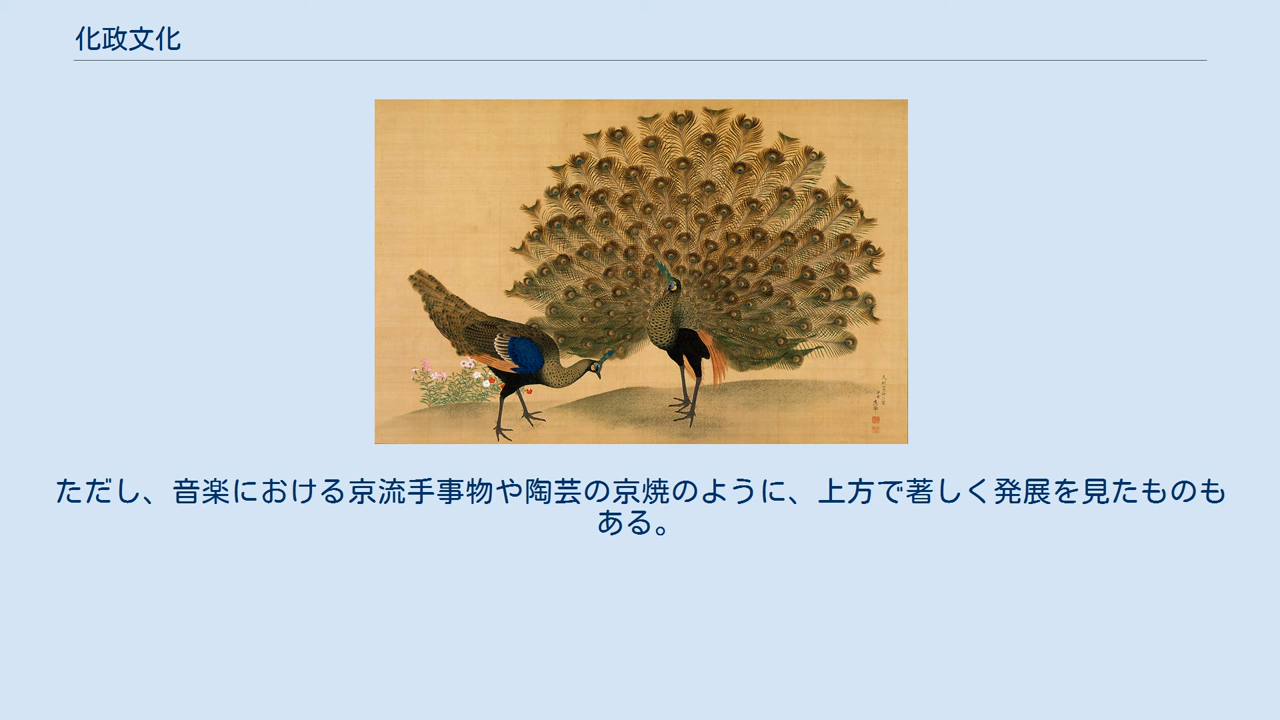 化政文化
ただし、音楽における京流手事物や陶芸の京焼のように、上方で著しく発展を見たものも
ある。